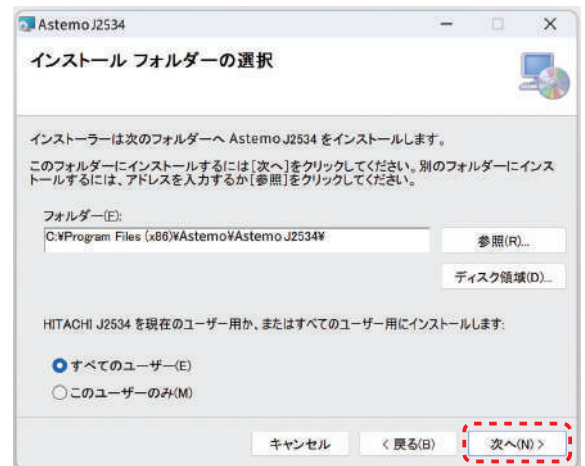 Astemo J2534
インストール フォルダーの選択
インストーラーは次のフォルダーへ Astemo J2534 をインストールします。
このフォルダーにインストールするには[次へ]をクリックしてください。別のフォルダーにインス
トールするには、アドレスを入力するか[参照]をクリックしてください。
フォルダー(F):
C:¥Program Files (x86)¥Astemo¥Astemo J2534¥
参照(R)...
ディスク領域(D)...
HITACHI J2534 を現在のユーザー用か、またはすべてのユーザー用にインストールします:
すべてのユーザー(E)
このユーザーのみ(M)
キャンセル
< 戻る(B)
次へ(N) >